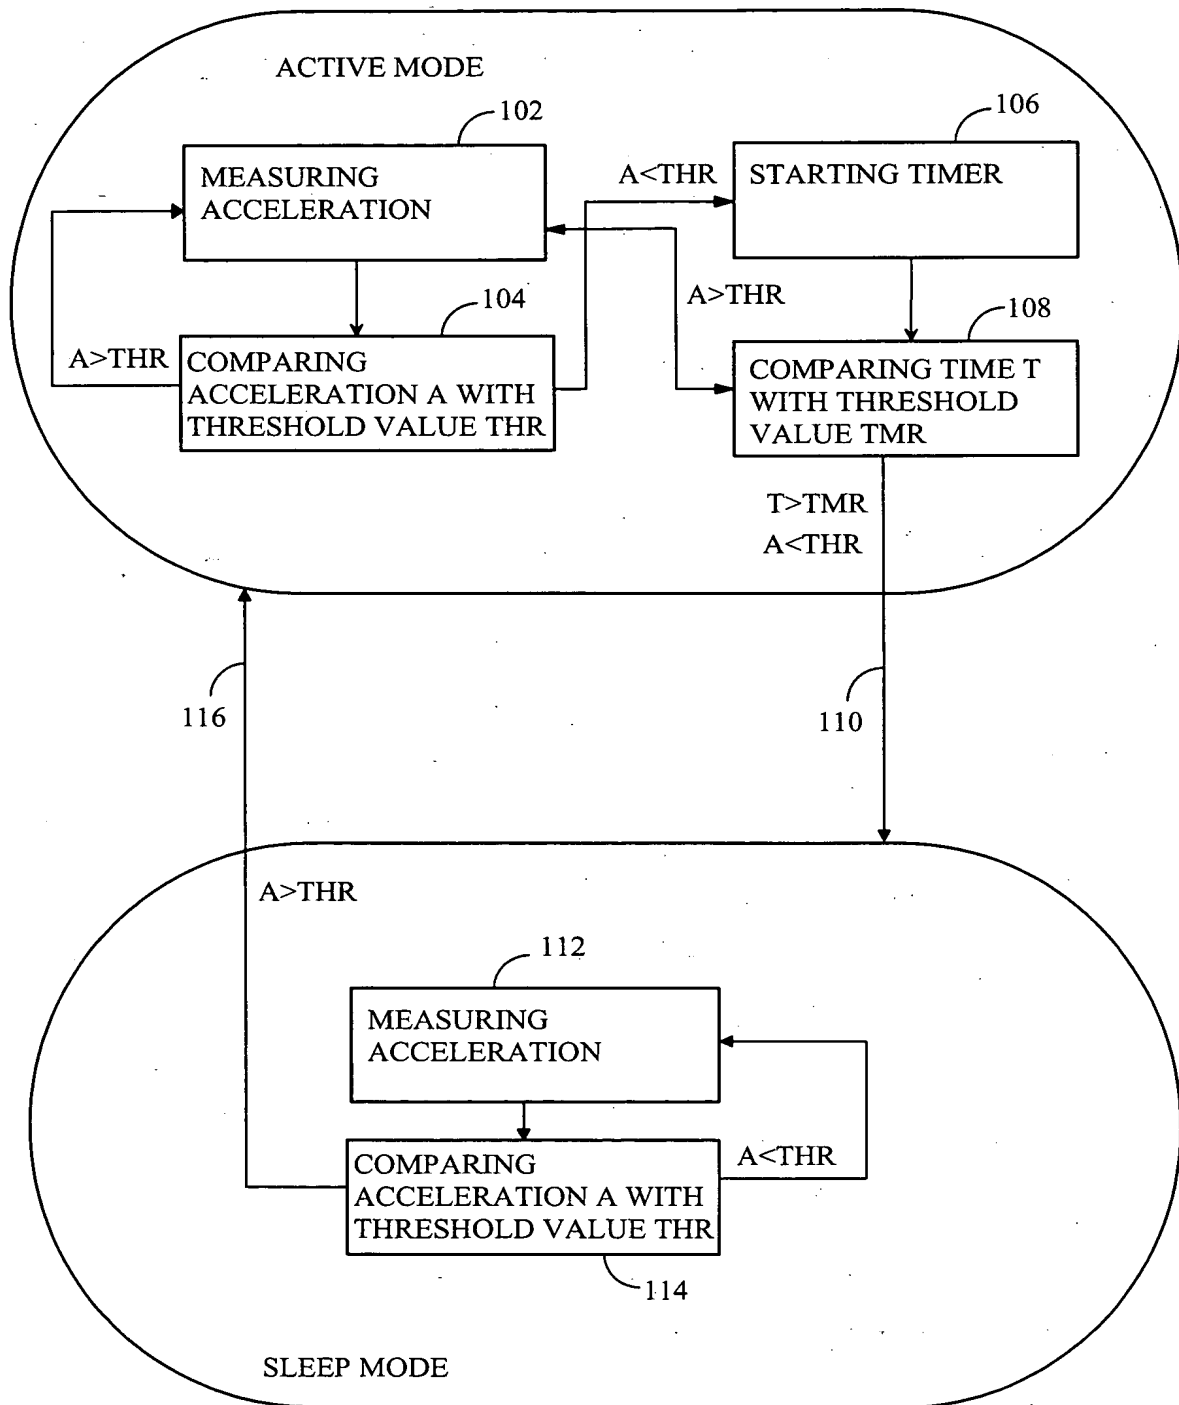 ACTIVE MODE
102
106
MEASURING
ACCELERATION
A<THR
STARTING TIMER
A>THR
104
108
A>THR
COMPARING
ACCELERATION A WITH
THRESHOLD VALUE THR
COMPARING TIME T
WITH THRESHOLD
VALUE TMR
T>TMR
A<THR
116
110
A>THR
112
MEASURING
ACCELERATION
COMPARING
ACCELERATION A WITH
THRESHOLD VALUE THR
A<THR
114
SLEEP MODE